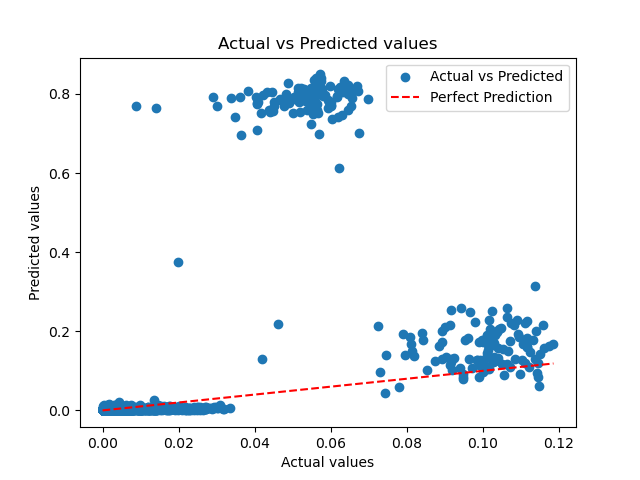 Actual vs Predicted values
Actual vs Predicted
Perfect Prediction
0.8
0.6
0.4
0.2
0.0
Predicted values
0.00 0.02 0.04 0.06 0.08 0.10 0.12
Actual values